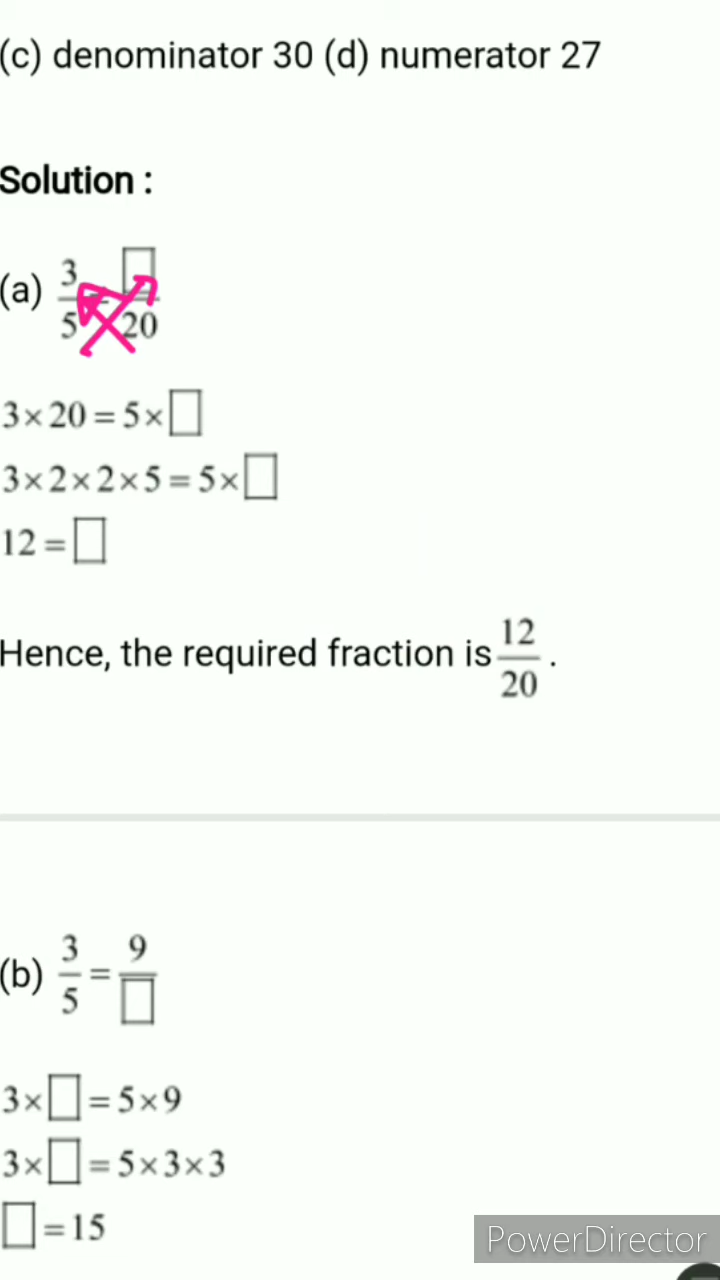 (c) denominator 30 (d) numerator 27
Solution :
(a) 3/5 = □/20
3×20 = 5×□
3×2×2×5 = 5×□
12 = □
Hence, the required fraction is 12/20 .
(b) 3/5 = 9/□
3×□ = 5×9
3×□ = 5×3×3
□ = 15
PowerDirector